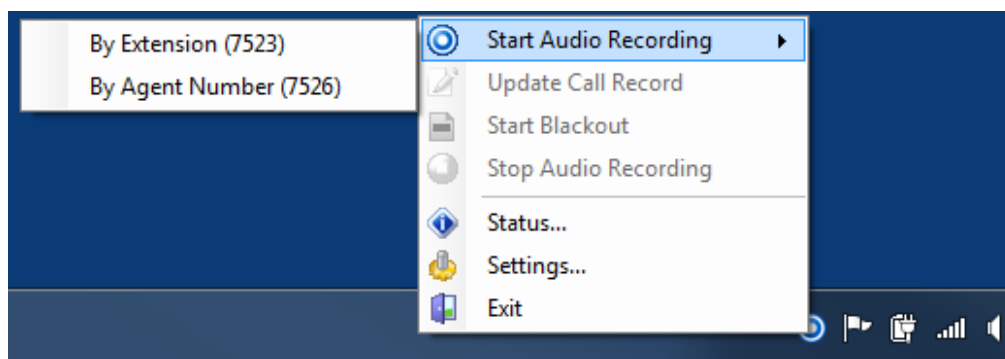 By Extension (7523)
By Agent Number (7526)
Start Audio Recording
Update Call Record
Start Blackout
Stop Audio Recording
Status...
Settings...
Exit